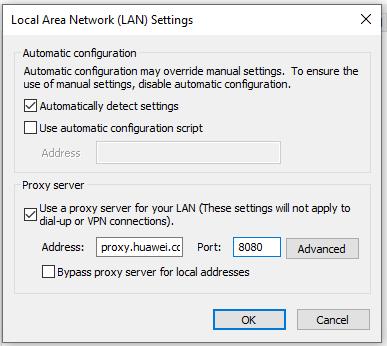 Local Area Network (LAN) Settings
Automatic configuration
Automatic configuration may override manual settings. To ensure the
use of manual settings, disable automatic configuration.
Automatically detect settings
Use automatic configuration script
Address
Proxy server
Use a proxy server for your LAN (These settings will not apply to
dial-up or VPN connections).
Address: proxy.huawei.cc Port: 8080 Advanced
Bypass proxy server for local addresses
OK Cancel